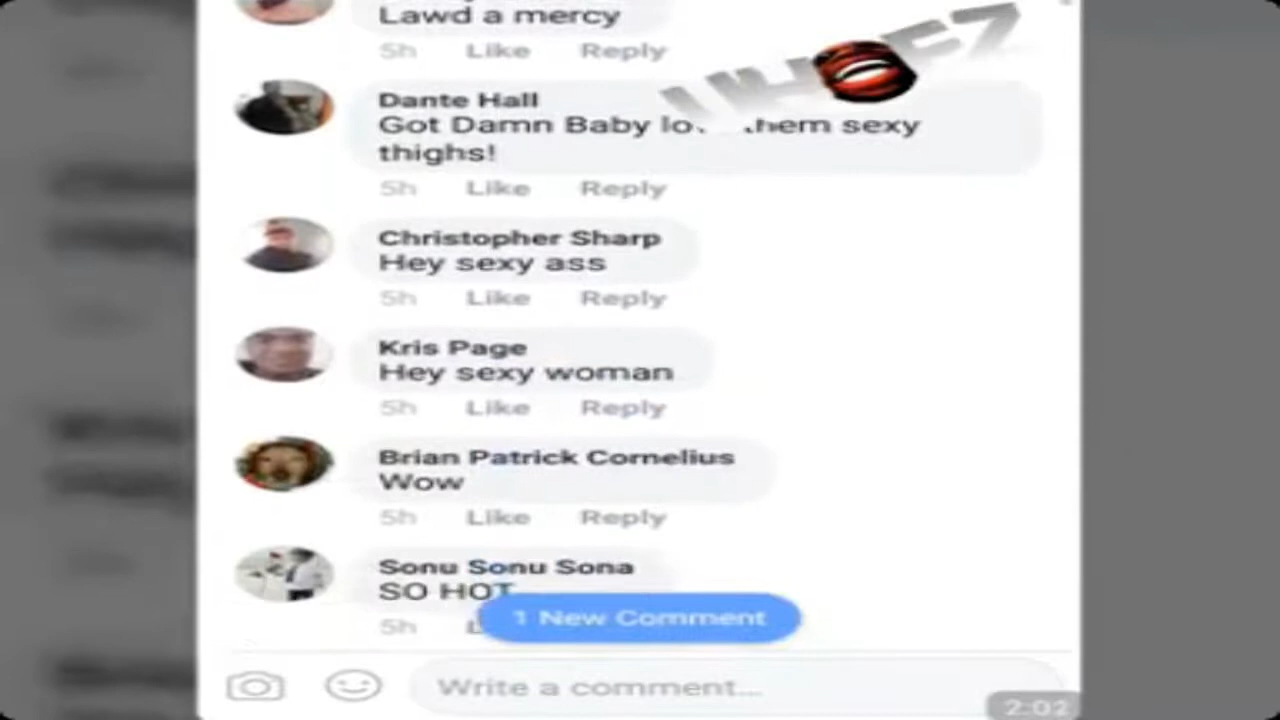 Lawd a mercy
5h Like Reply
Dante Hall
Got Damn Baby them sexy
thighs!
5h Like Reply
Christopher Sharp
Hey sexy ass
5h Like Reply
Kris Page
Hey sexy woman
5h Like Reply
Brian Patrick Cornelius
Wow
5h Like Reply
Sonu Sonu Sona
SO HOT
5h
1 New Comment
Write a comment...
2:02